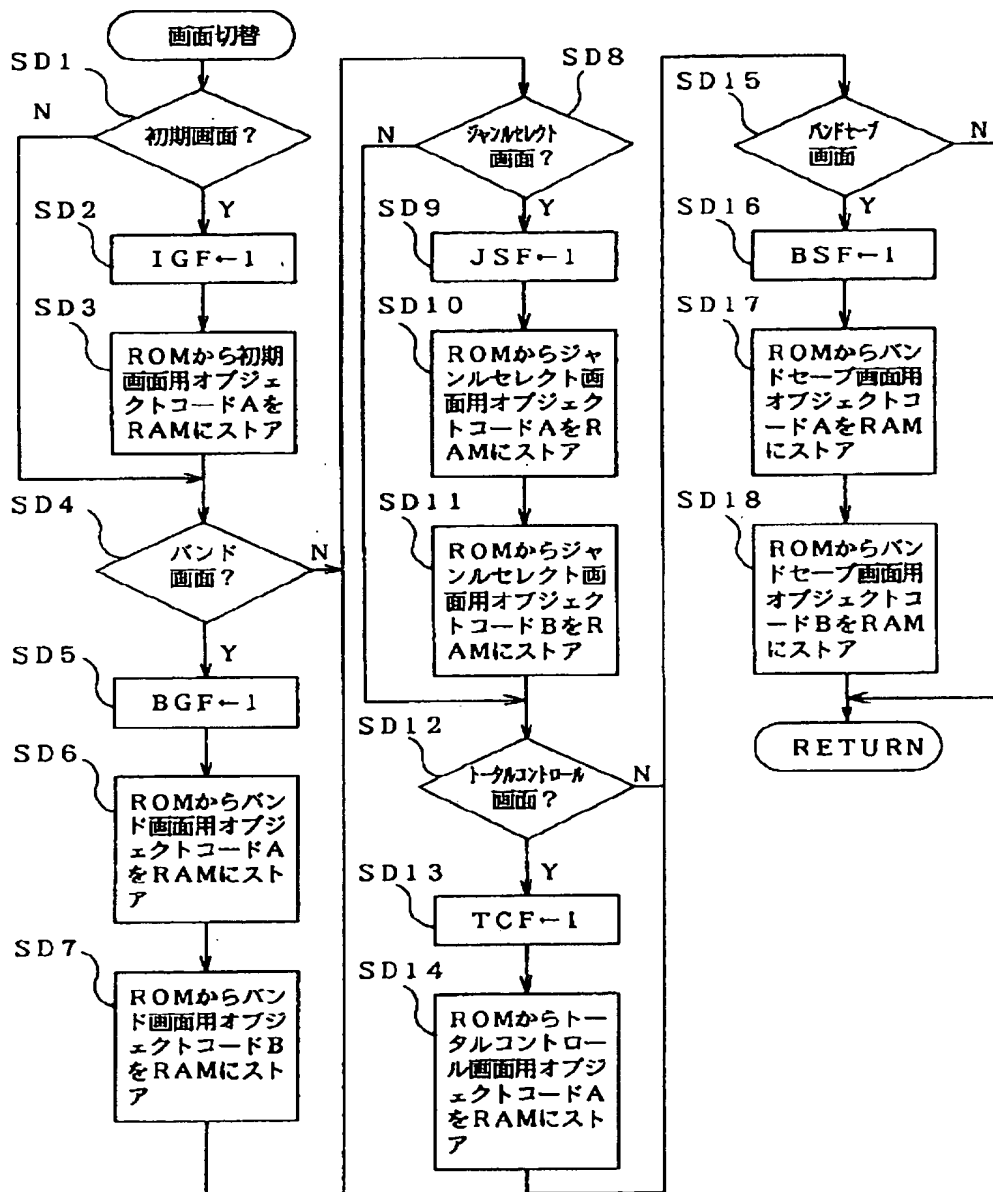 画面切替
SD1
N
初期画面?
Y
SD2
IGF←1
SD3
ROMから初期
画面用オブジェ
クトコードAを
RAMにストア
SD4
バンド
画面?
N
Y
SD5
BGF←1
SD6
ROMからバン
ド画面用オブジ
ェクトコードA
をRAMにスト
ア
SD7
ROMからバン
ド画面用オブジ
ェクトコードB
をRAMにスト
ア
SD8
N
ジャンルセレクト
画面?
Y
SD9
JSF←1
SD10
ROMからジャ
ンルセレクト画
面用オブジェク
トコードAをR
AMにストア
SD11
ROMからジャ
ンルセレクト画
面用オブジェク
トコードBをR
AMにストア
SD12
トータルコントロール
画面?
N
Y
SD13
TCF←1
SD14
ROMからトー
タルコントロー
ル画面用オブジ
ェクトコードA
をRAMにスト
ア
SD15
N
バンドセーブ
画面
Y
SD16
BSF←1
SD17
ROMからバン
ドセーブ画面用
オブジェクトコ
ードAをRAM
にストア
SD18
ROMからバン
ドセーブ画面用
オブジェクトコ
ードBをRAM
にストア
RETURN